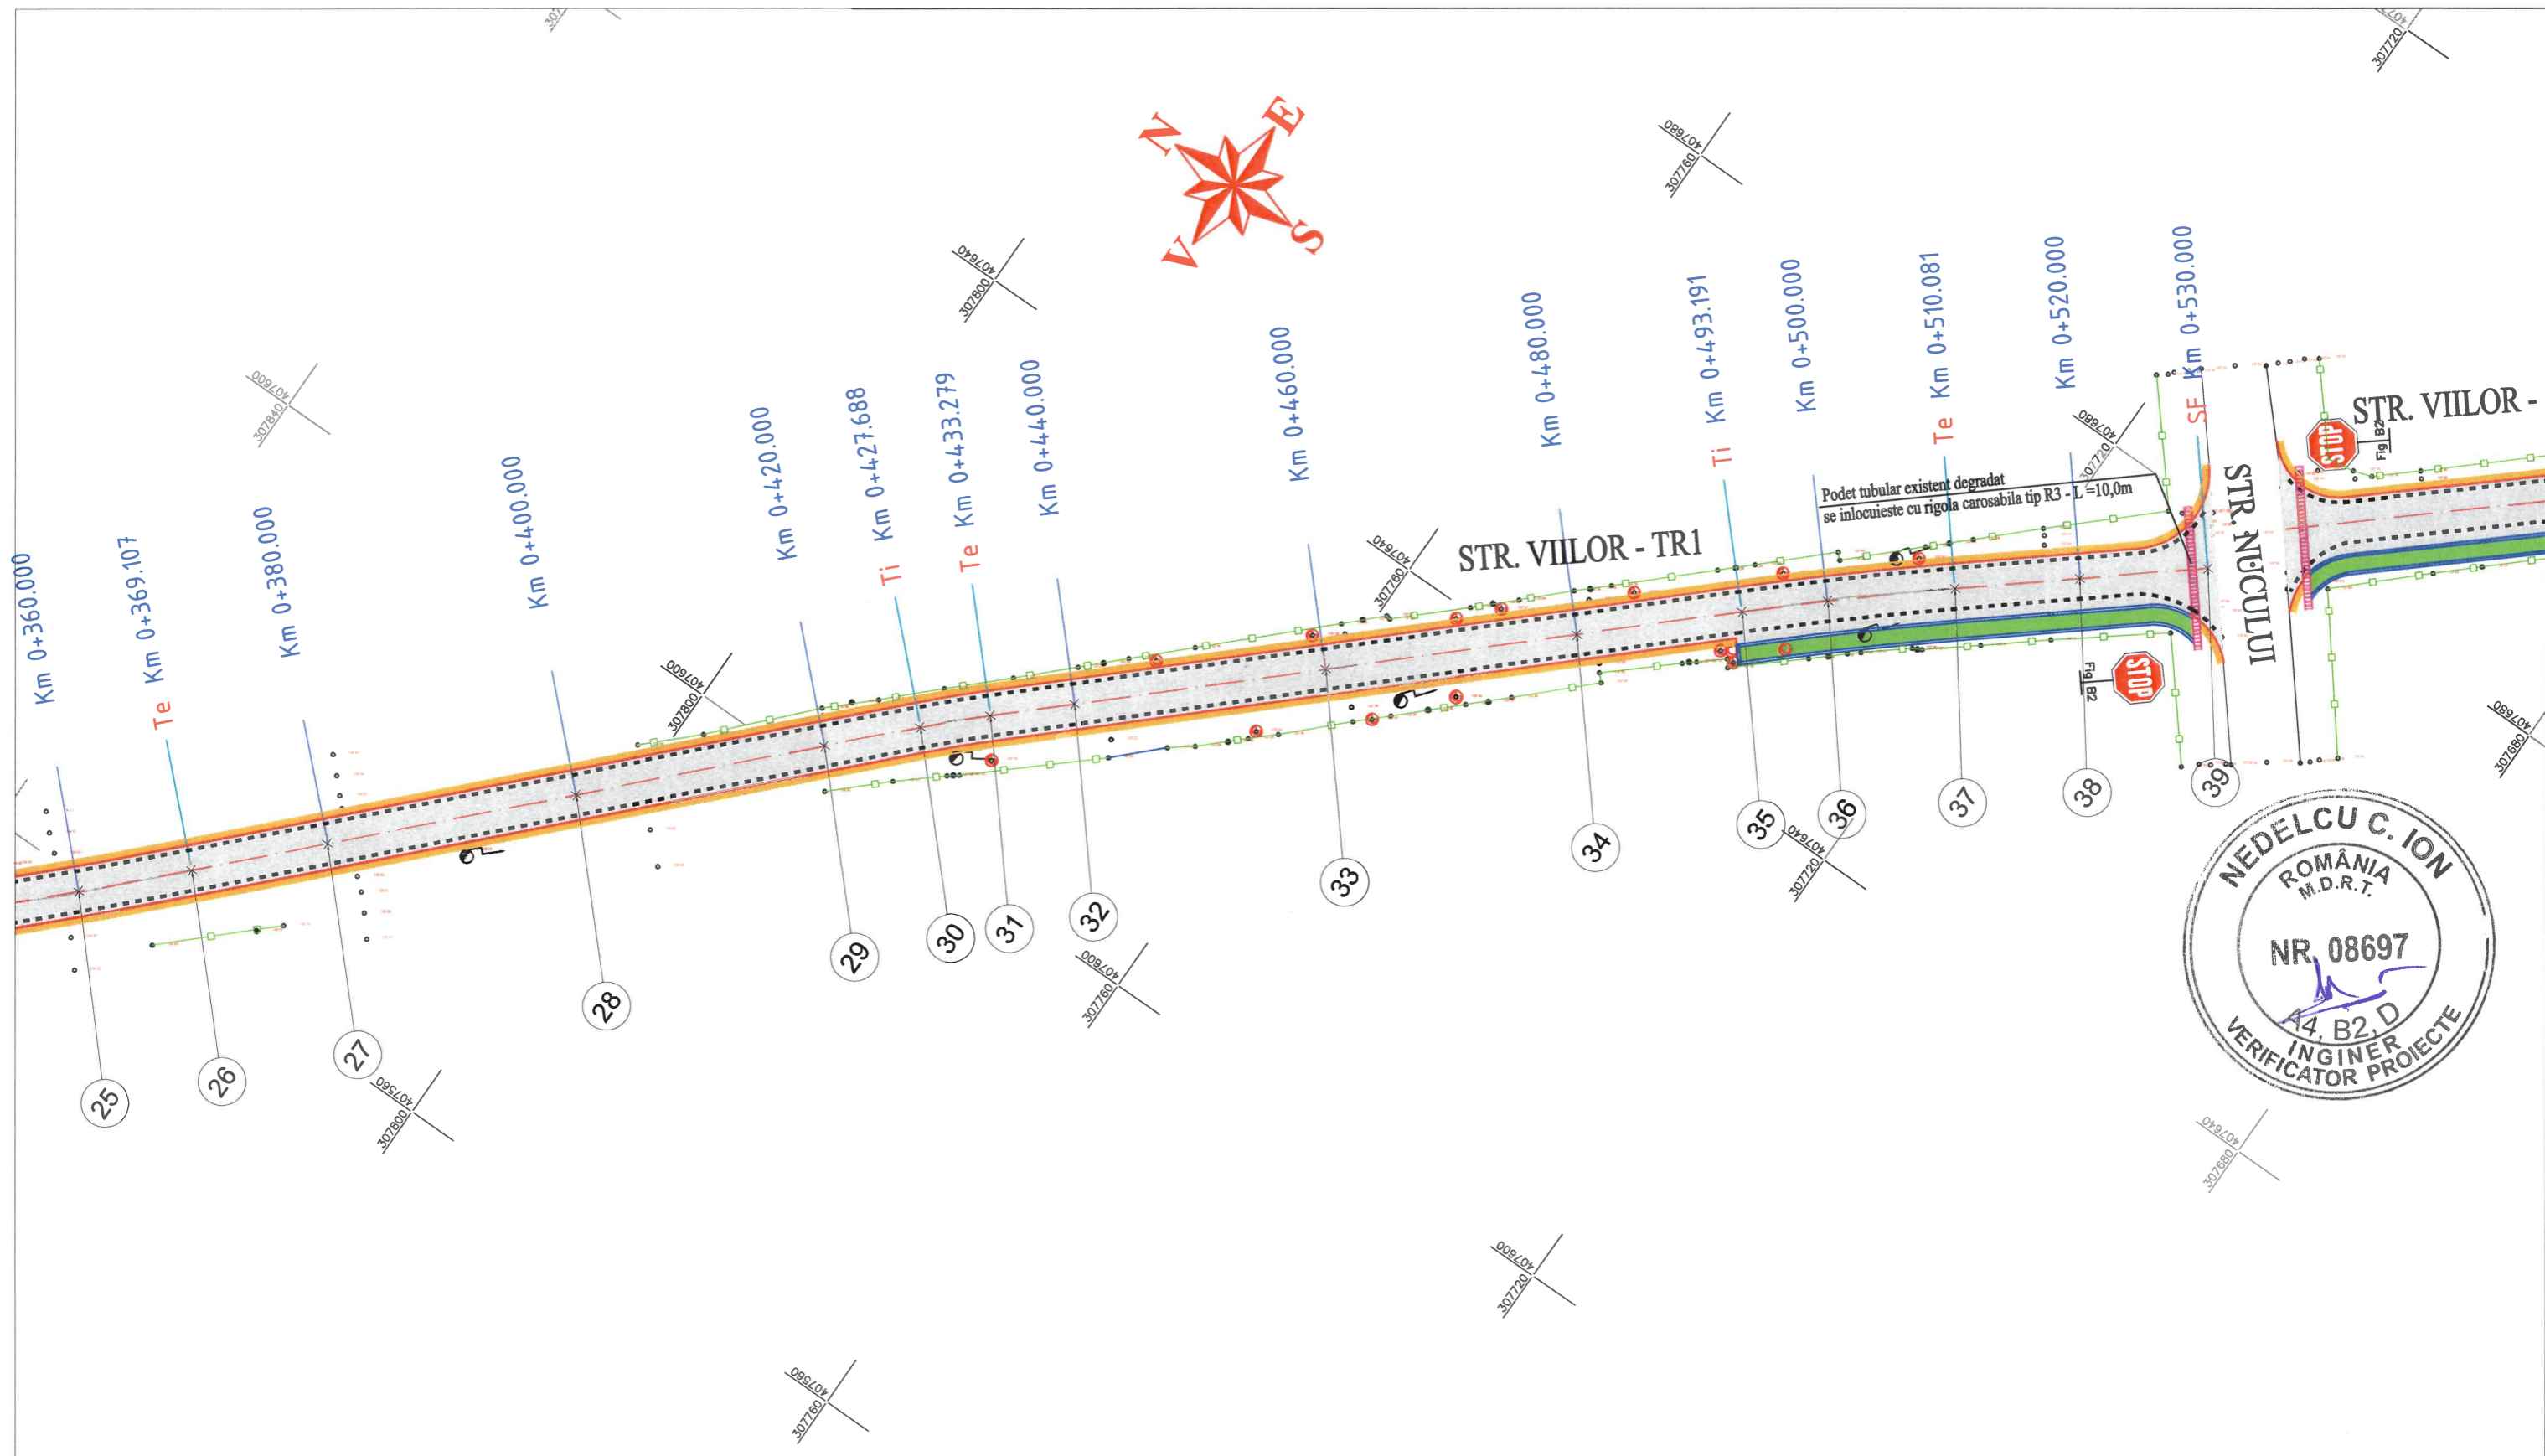 307720
407680
307760
N
E
V
S
407640
307800
407600
307840
Km 0+360.000
Te Km 0+369.107
Km 0+380.000
Km 0+400.000
Km 0+420.000
Ti Km 0+427.688
Te Km 0+433.279
Km 0+440.000
Km 0+460.000
Km 0+480.000
Ti Km 0+493.191
Km 0+500.000
Te Km 0+510.081
Km 0+520.000
SF Km 0+530.000
STR. VIILOR -
STOP
Fig. B2
407680
307720
Podet tubular existent degradat
se inlocuieste cu rigola carosabila tip R3 - L =10,0m
STR. VIILOR - TR1
STR. NUCULUI
407640
307760
407600
307800
STOP
Fig. B2
407680
307680
25
26
27
28
29
30
31
32
33
34
35
36
37
38
39
407640
307720
407600
307760
407560
307800
NEDELCU C. ION
ROMÂNIA
M.D.R.T.
NR. 08697
A4, B2, D
INGINER
VERIFICATOR PROIECTE
407640
307680
407600
307720
407560
307760